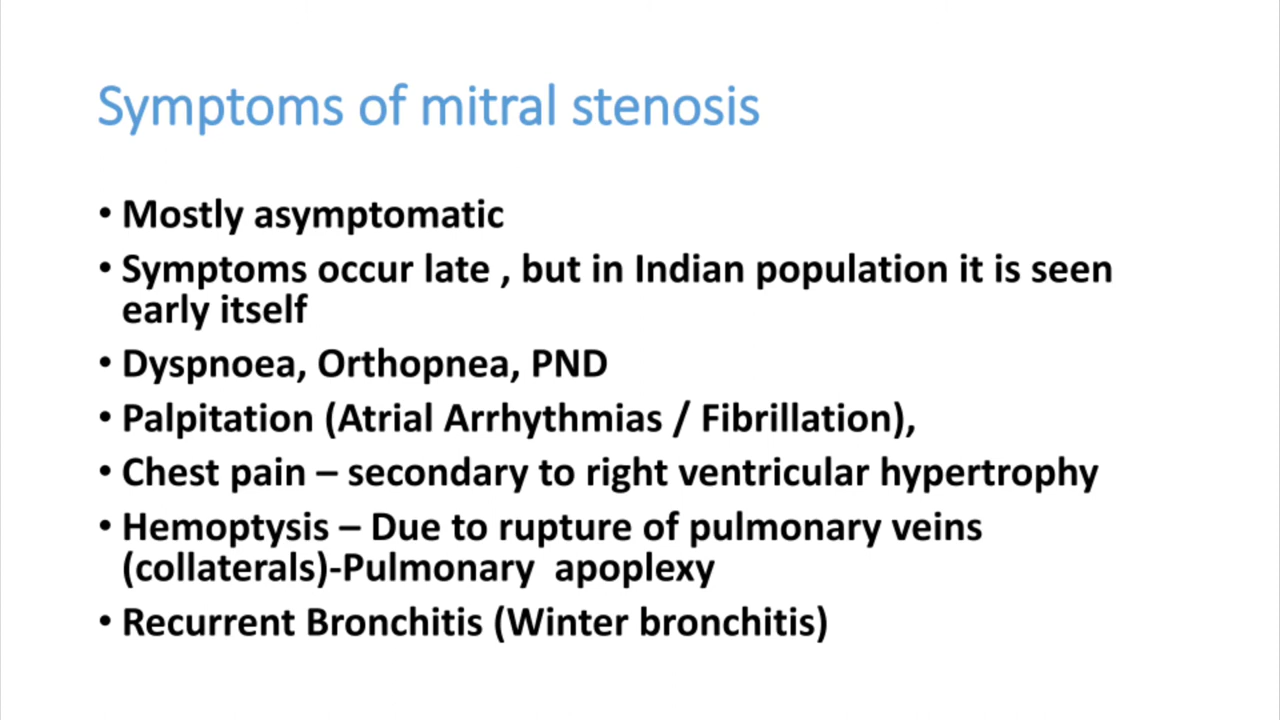 Symptoms of mitral stenosis
• Mostly asymptomatic
• Symptoms occur late , but in Indian population it is seen
early itself
• Dyspnoea, Orthopnea, PND
• Palpitation (Atrial Arrhythmias / Fibrillation),
• Chest pain – secondary to right ventricular hypertrophy
• Hemoptysis – Due to rupture of pulmonary veins
(collaterals)-Pulmonary  apoplexy
• Recurrent Bronchitis (Winter bronchitis)